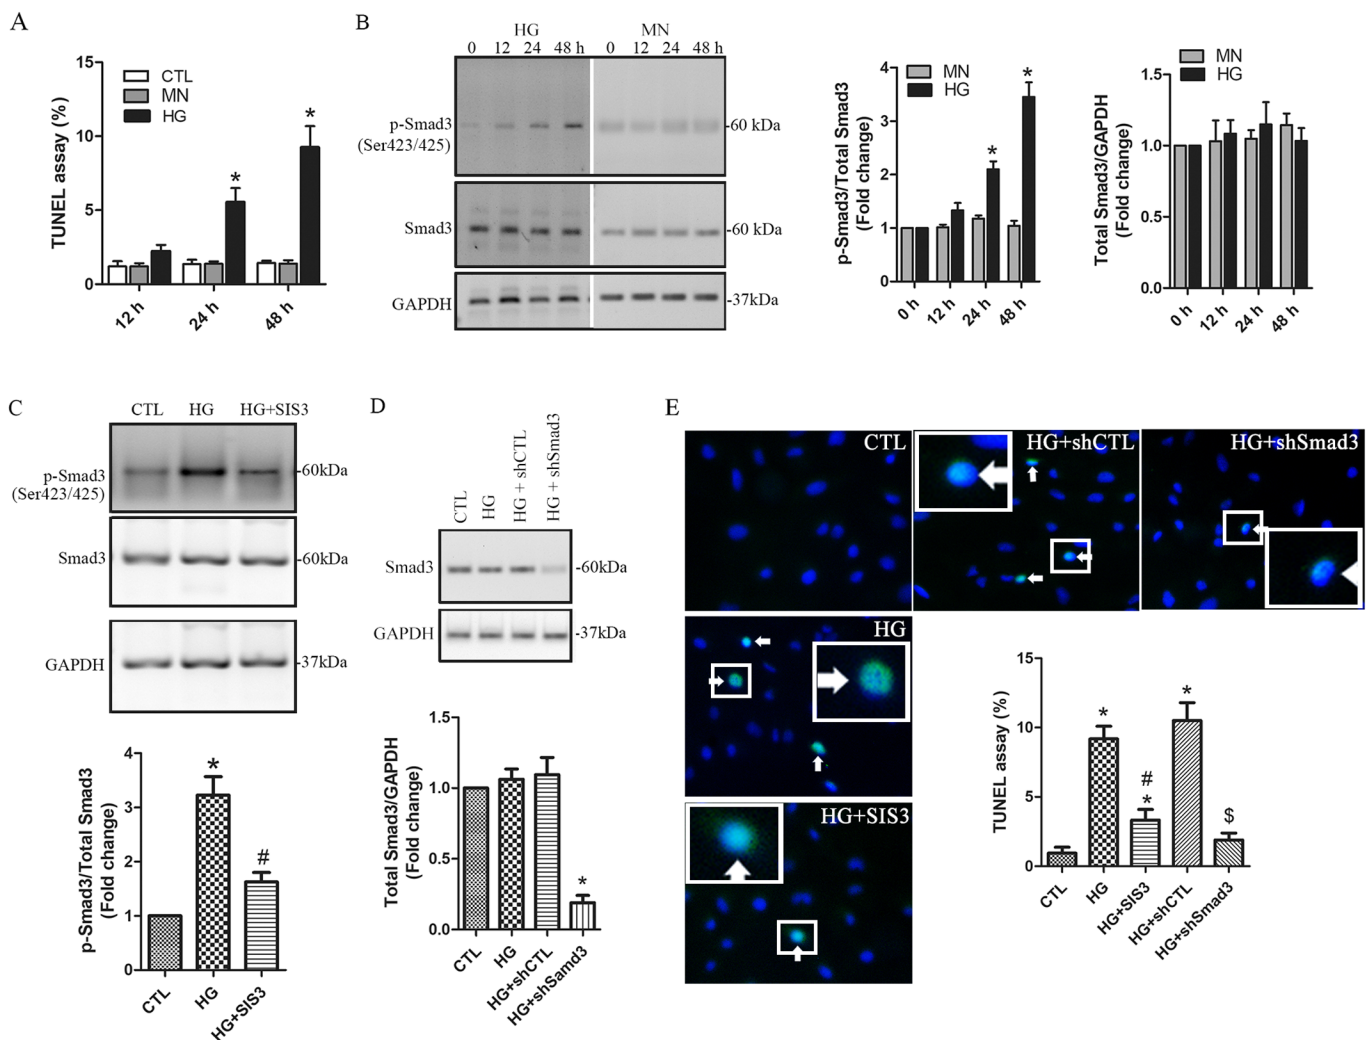 A
TUNEL assay (%)
15
10
5
0
CTL
MN
HG
*
*
12 h
24 h
48 h
B
HG
MN
0 12 24 48 h 0 12 24 48 h
p-Smad3
(Ser423/425)
-60 kDa
Smad3
-60 kDa
GAPDH
-37kDa
p-Smad3/Total Smad3
(Fold change)
4
3
2
1
0
MN
HG
*
*
0 h
12 h
24 h
48 h
Total Smad3/GAPDH
(Fold change)
1.5
1.0
0.5
0.0
MN
HG
0 h
12 h
24 h
48 h
C
CTL HG HG+SIS3
p-Smad3
(Ser423/425)
-60kDa
Smad3
-60kDa
GAPDH
-37kDa
p-Smad3/Total Smad3
(Fold change)
4
3
2
1
0
*
#
CTL
HG
HG+SIS3
D
CTL
HG
HG + shCTL
HG + shSmad3
Smad3
-60kDa
GAPDH
-37kDa
Total Smad3/GAPDH
(Fold change)
1.5
1.0
0.5
0.0
*
CTL
HG
HG+shCTL
HG+shSamd3
E
CTL
HG+shCTL
HG+shSmad3
HG
HG+SIS3
TUNEL assay (%)
15
10
5
0
*
#
*
*
$
CTL
HG
HG+SIS3
HG+shCTL
HG+shSmad3